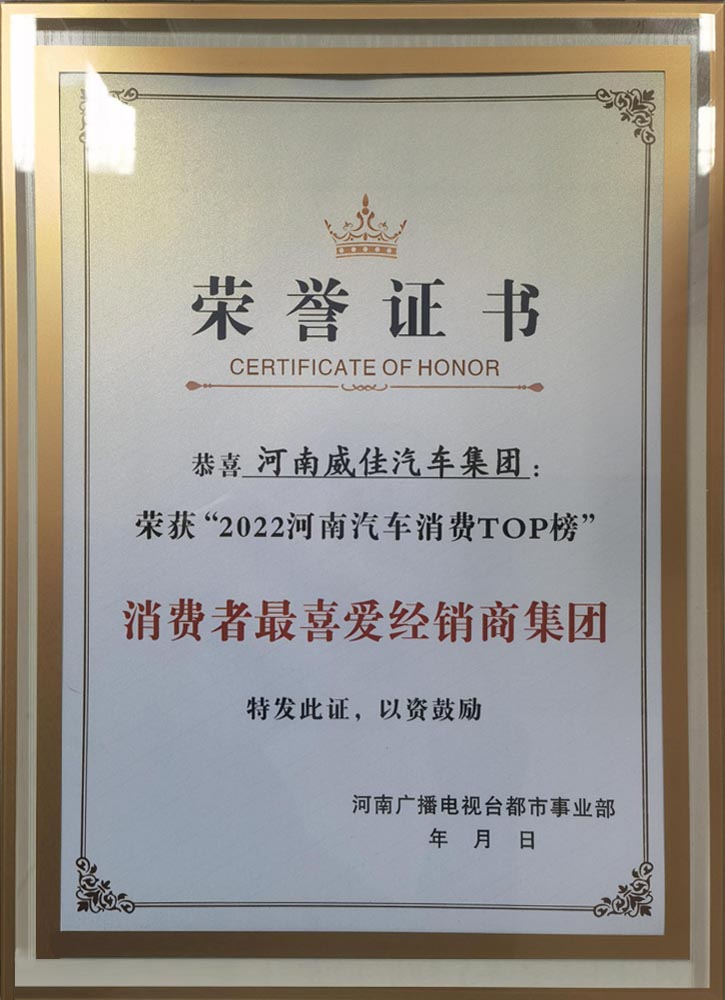 荣誉证书
CERTIFICATE OF HONOR
恭喜 河南威佳汽车集团：
荣获“2022河南汽车消费TOP榜”
消费者最喜爱经销商集团
特发此证，以资鼓励
河南广播电视台都市事业部
年 月 日